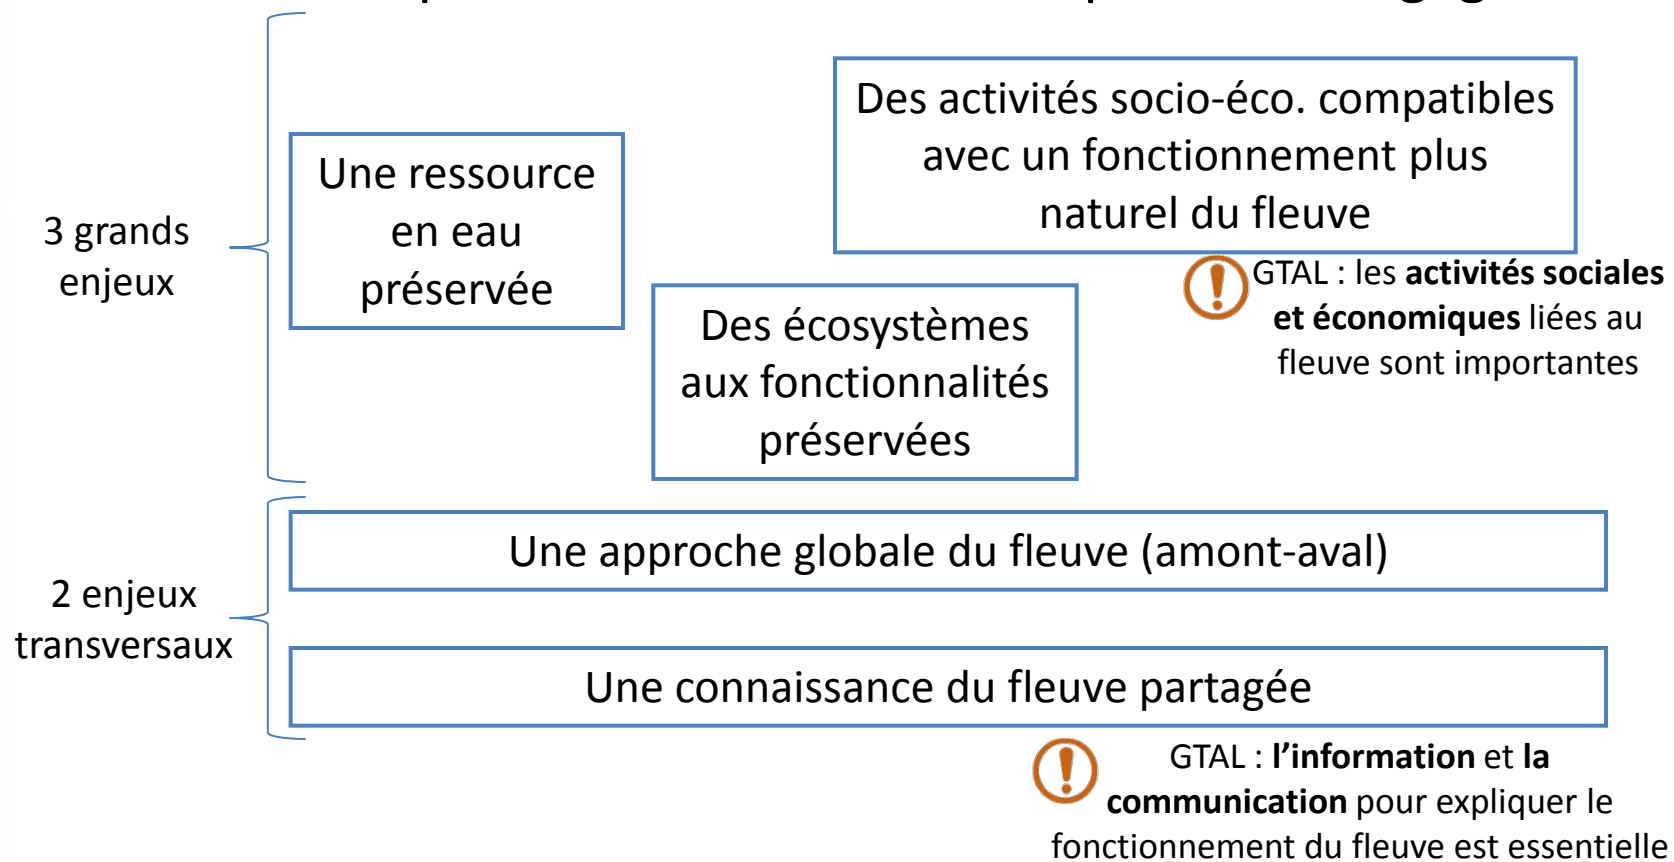 3 grands
enjeux
Une ressource
en eau
préservée
Des activités socio-éco. compatibles
avec un fonctionnement plus
naturel du fleuve
GTAL : les activités sociales
et économiques liées au
fleuve sont importantes
Des écosystèmes
aux fonctionnalités
préservées
2 enjeux
transversaux
Une approche globale du fleuve (amont-aval)
Une connaissance du fleuve partagée
GTAL : l’information et la
communication pour expliquer le
fonctionnement du fleuve est essentielle